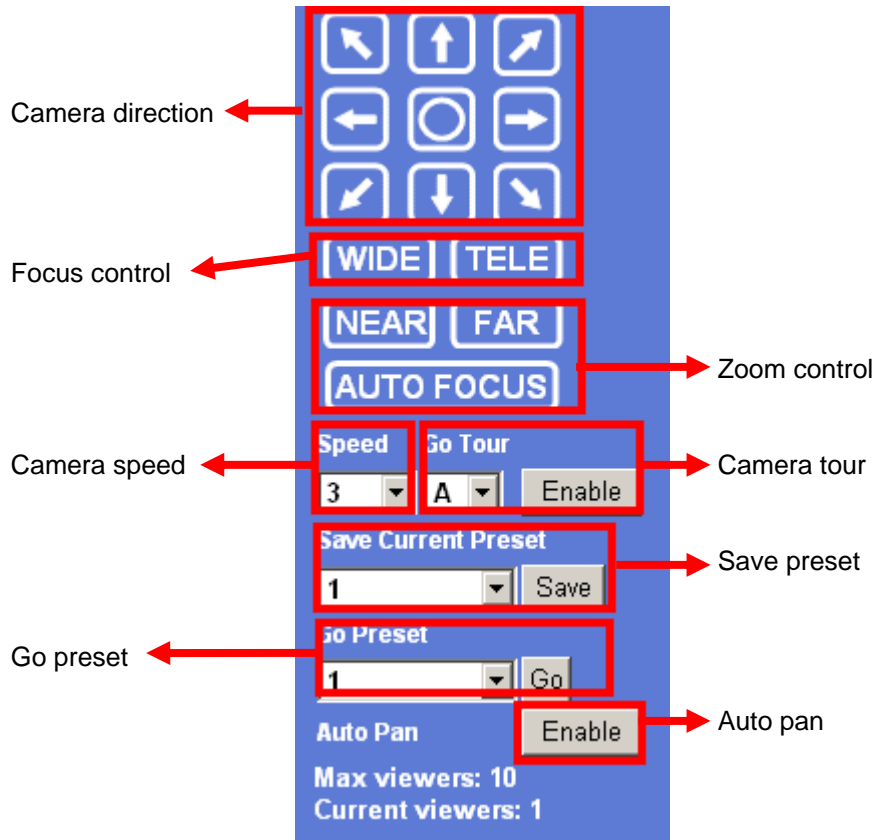 Camera direction
WIDE TELE
Focus control
NEAR FAR
Zoom control
AUTO FOCUS
Speed Go Tour
Camera speed
Camera tour
3 A Enable
Save Current Preset
Save preset
1 Save
Go Preset
Go preset
1 Go
Auto Pan Enable
Auto pan
Max viewers: 10
Current viewers: 1